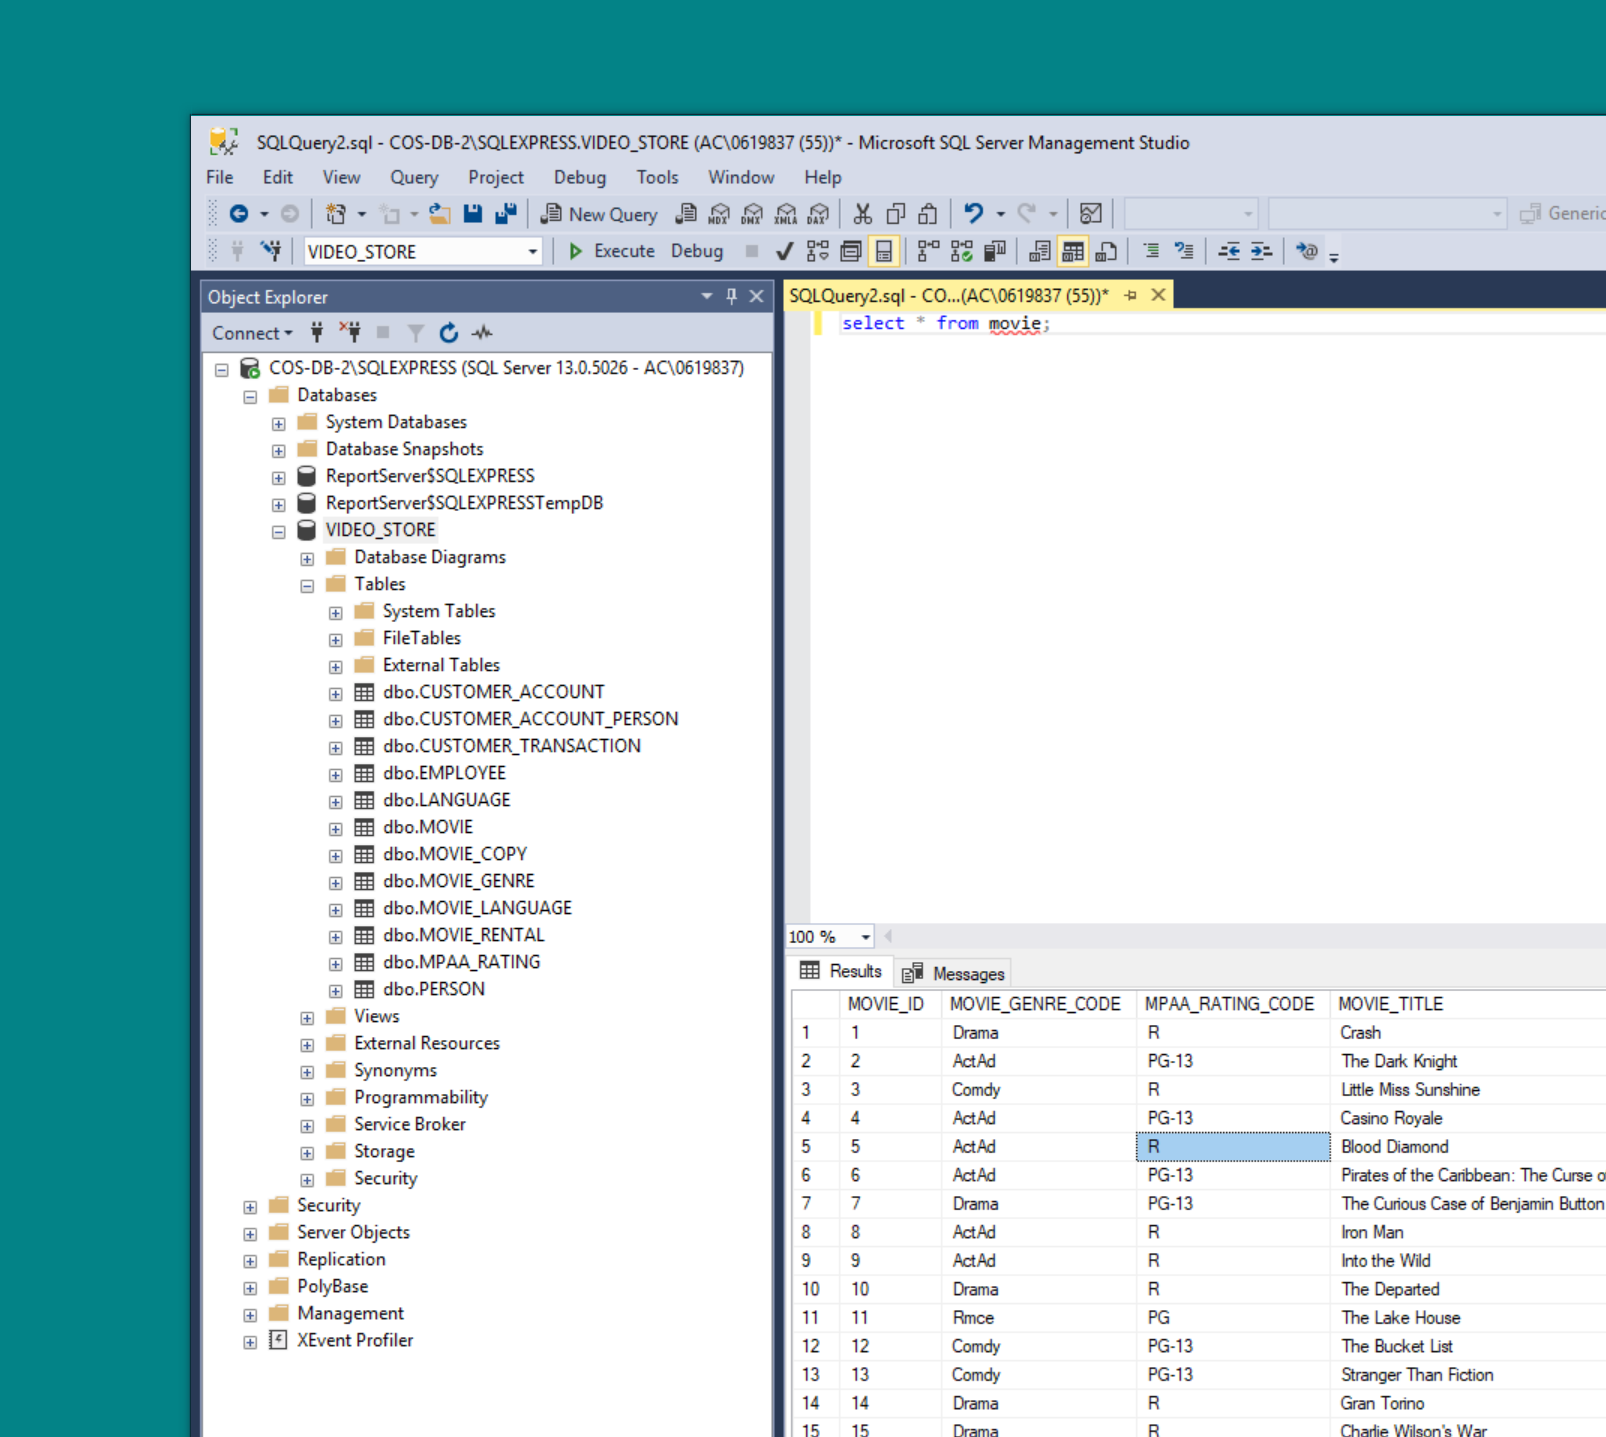 SQLQuery2.sql - COS-DB-2\SQLEXPRESS.VIDEO_STORE (AC\0619837 (55))* - Microsoft SQL Server Management Studio
File Edit View Query Project Debug Tools Window Help
New Query MDX DMX XMLA DAX Generic
VIDEO_STORE Execute Debug
Object Explorer
Connect
COS-DB-2\SQLEXPRESS (SQL Server 13.0.5026 - AC\0619837)
Databases
System Databases
Database Snapshots
ReportServer$SQLEXPRESS
ReportServer$SQLEXPRESSTempDB
VIDEO_STORE
Database Diagrams
Tables
System Tables
FileTables
External Tables
dbo.CUSTOMER_ACCOUNT
dbo.CUSTOMER_ACCOUNT_PERSON
dbo.CUSTOMER_TRANSACTION
dbo.EMPLOYEE
dbo.LANGUAGE
dbo.MOVIE
dbo.MOVIE_COPY
dbo.MOVIE_GENRE
dbo.MOVIE_LANGUAGE
dbo.MOVIE_RENTAL
dbo.MPAA_RATING
dbo.PERSON
Views
External Resources
Synonyms
Programmability
Service Broker
Storage
Security
Security
Server Objects
Replication
PolyBase
Management
XEvent Profiler
SQLQuery2.sql - CO...(AC\0619837 (55))*
select * from movie;
100 %
Results Messages
MOVIE_ID MOVIE_GENRE_CODE MPAA_RATING_CODE MOVIE_TITLE
1 1 Drama R Crash
2 2 ActAd PG-13 The Dark Knight
3 3 Comdy R Little Miss Sunshine
4 4 ActAd PG-13 Casino Royale
5 5 ActAd R Blood Diamond
6 6 ActAd PG-13 Pirates of the Caribbean: The Curse o
7 7 Drama PG-13 The Curious Case of Benjamin Button
8 8 ActAd R Iron Man
9 9 ActAd R Into the Wild
10 10 Drama R The Departed
11 11 Rmce PG The Lake House
12 12 Comdy PG-13 The Bucket List
13 13 Comdy PG-13 Stranger Than Fiction
14 14 Drama R Gran Torino
15 15 Drama R Charlie Wilson's War